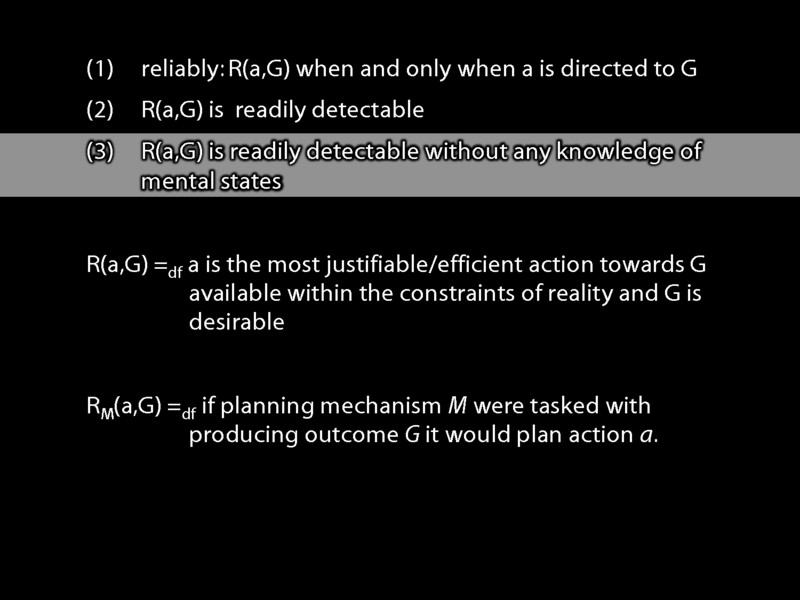 (1) reliably: R(a,G) when and only when a is directed to G
(2) R(a,G) is readily detectable
(3) R(a,G) is readily detectable without any knowledge of
mental states
R(a,G) =df a is the most justifiable/efficient action towards G
available within the constraints of reality and G is
desirable
RM(a,G) =df if planning mechanism M were tasked with
producing outcome G it would plan action a.